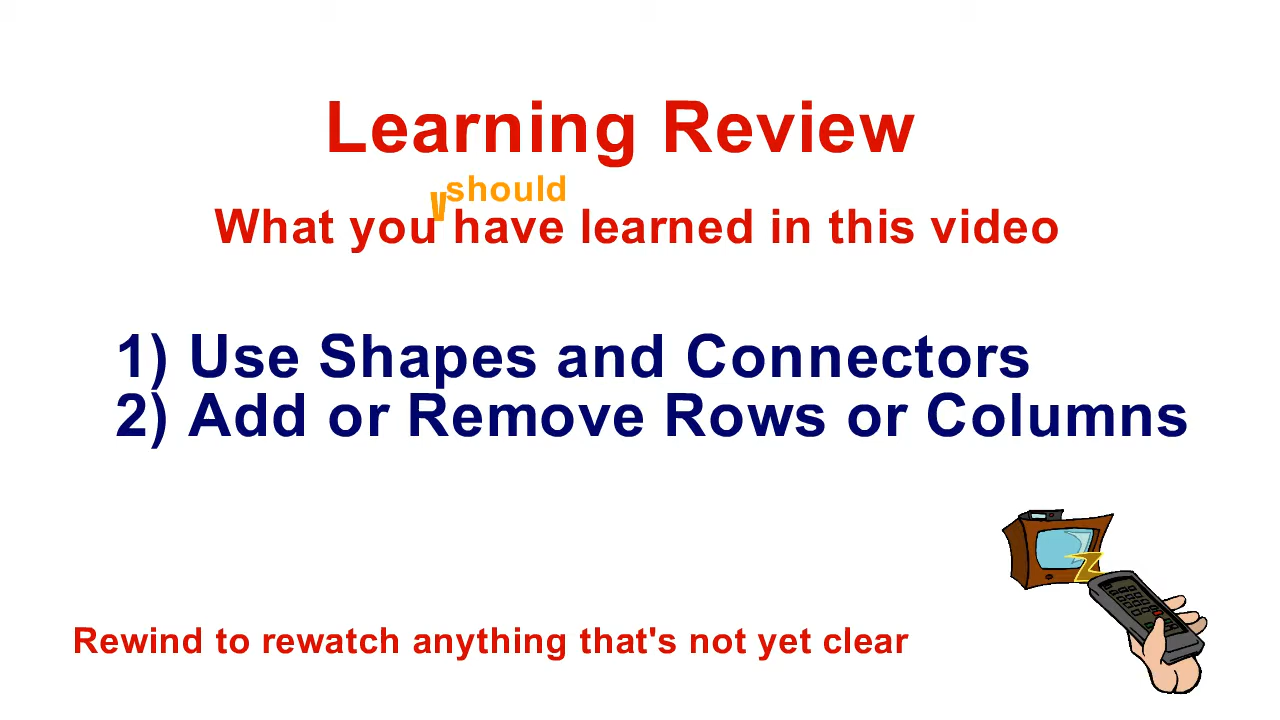 Learning Review
should
What you have learned in this video
1) Use Shapes and Connectors
2) Add or Remove Rows or Columns
Rewind to rewatch anything that's not yet clear